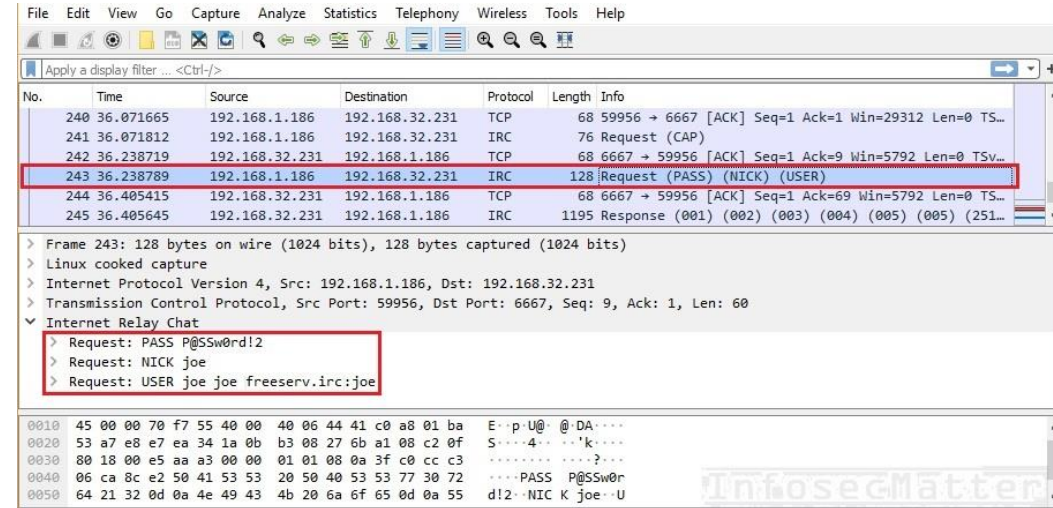 File Edit View Go Capture Analyze Statistics Telephony Wireless Tools Help
Apply a display filter ... <Ctrl-/>
No. Time Source Destination Protocol Length Info
240 36.071665 192.168.1.186 192.168.32.231 TCP 68 59956 → 6667 [ACK] Seq=1 Ack=1 Win=29312 Len=0 TS…
241 36.071812 192.168.1.186 192.168.32.231 IRC 76 Request (CAP)
242 36.238719 192.168.32.231 192.168.1.186 TCP 68 6667 → 59956 [ACK] Seq=1 Ack=9 Win=5792 Len=0 TSv…
243 36.238789 192.168.1.186 192.168.32.231 IRC 128 Request (PASS) (NICK) (USER)
244 36.405415 192.168.32.231 192.168.1.186 TCP 68 6667 → 59956 [ACK] Seq=1 Ack=69 Win=5792 Len=0 TS…
245 36.405645 192.168.32.231 192.168.1.186 IRC 1195 Response (001) (002) (003) (004) (005) (005) (251…
> Frame 243: 128 bytes on wire (1024 bits), 128 bytes captured (1024 bits)
> Linux cooked capture
> Internet Protocol Version 4, Src: 192.168.1.186, Dst: 192.168.32.231
> Transmission Control Protocol, Src Port: 59956, Dst Port: 6667, Seq: 9, Ack: 1, Len: 60
Internet Relay Chat
> Request: PASS P@SSw0rd!2
> Request: NICK joe
> Request: USER joe joe freeserv.irc:joe
0010 45 00 00 70 f7 55 40 00 40 06 44 41 c0 a8 01 ba E··p·U@· @·DA····
0020 53 a7 e8 e7 ea 34 1a 0b b3 08 27 6b a1 08 c2 0f S····4·· ··'k····
0030 80 18 00 e5 aa a3 00 00 01 01 08 0a 3f c0 cc c3 ········ ····?···
0040 06 ca 8c e2 50 41 53 53 20 50 40 53 53 77 30 72 ····PASS P@SSw0r
0050 64 21 32 0d 0a 4e 49 43 4b 20 6a 6f 65 0d 0a 55 d!2··NIC K joe··U
InfosecMatter